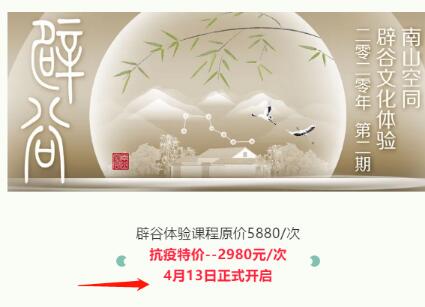 辟谷
南山空同
辟谷文化体验
二零二零年 第二期
辟谷体验课程原价5880/次
抗疫特价--2980元/次
4月13日正式开启